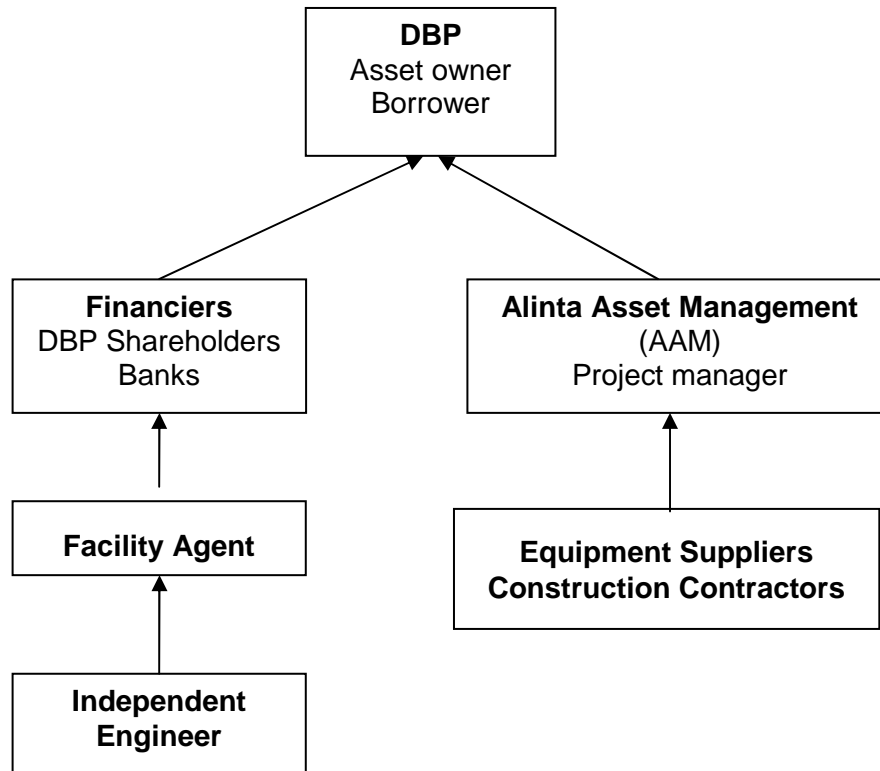 DBP
Asset owner
Borrower
Financiers
DBP Shareholders
Banks
Alinta Asset Management
(AAM)
Project manager
Facility Agent
Equipment Suppliers
Construction Contractors
Independent
Engineer